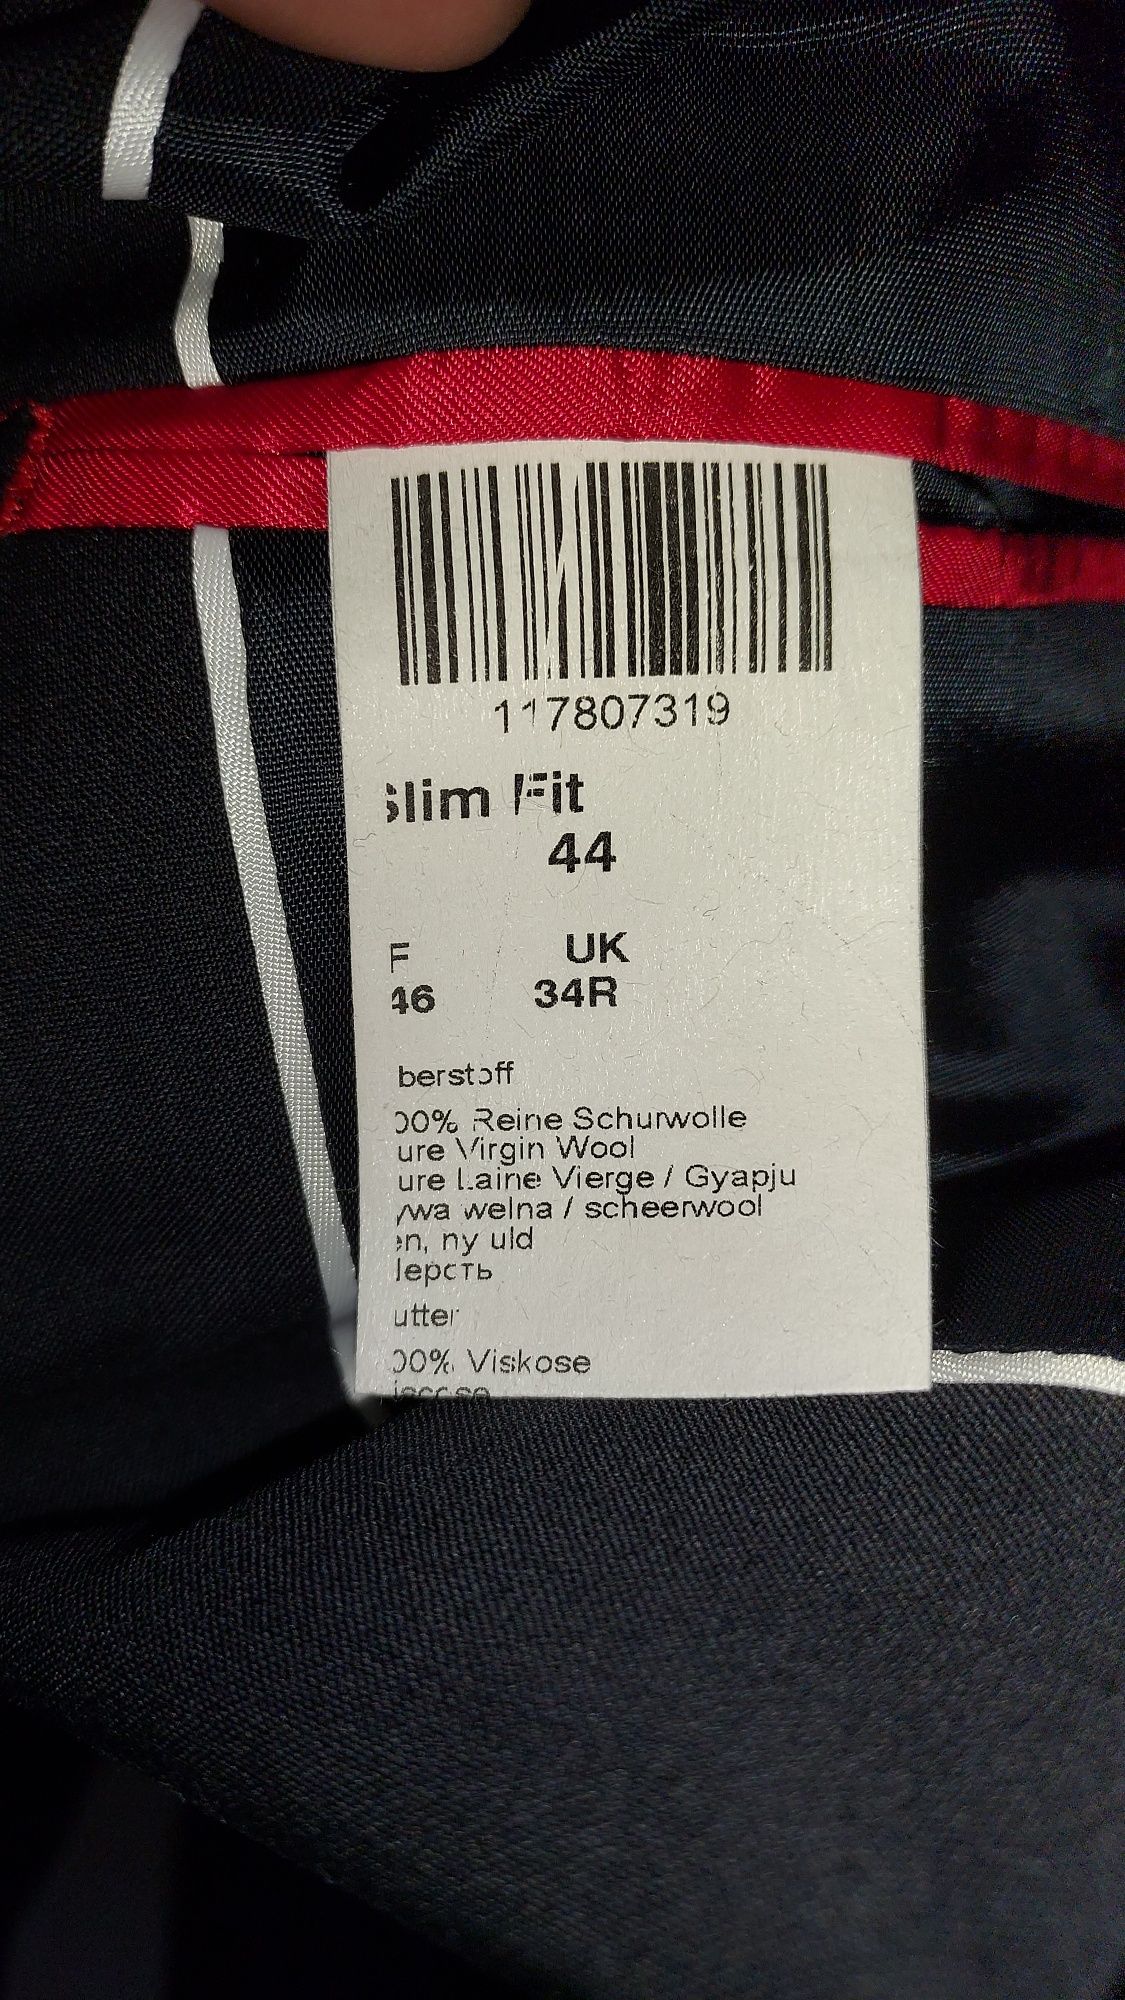 117807319
Slim Fit
44
F UK
46 34R
berstoff
00% Reine Schurwolle
ure Virgin Wool
ure Laine Vierge / Gyapju
ywa welna / scheerwool
en, ny uld
Шерсть
utter
00% Viskose